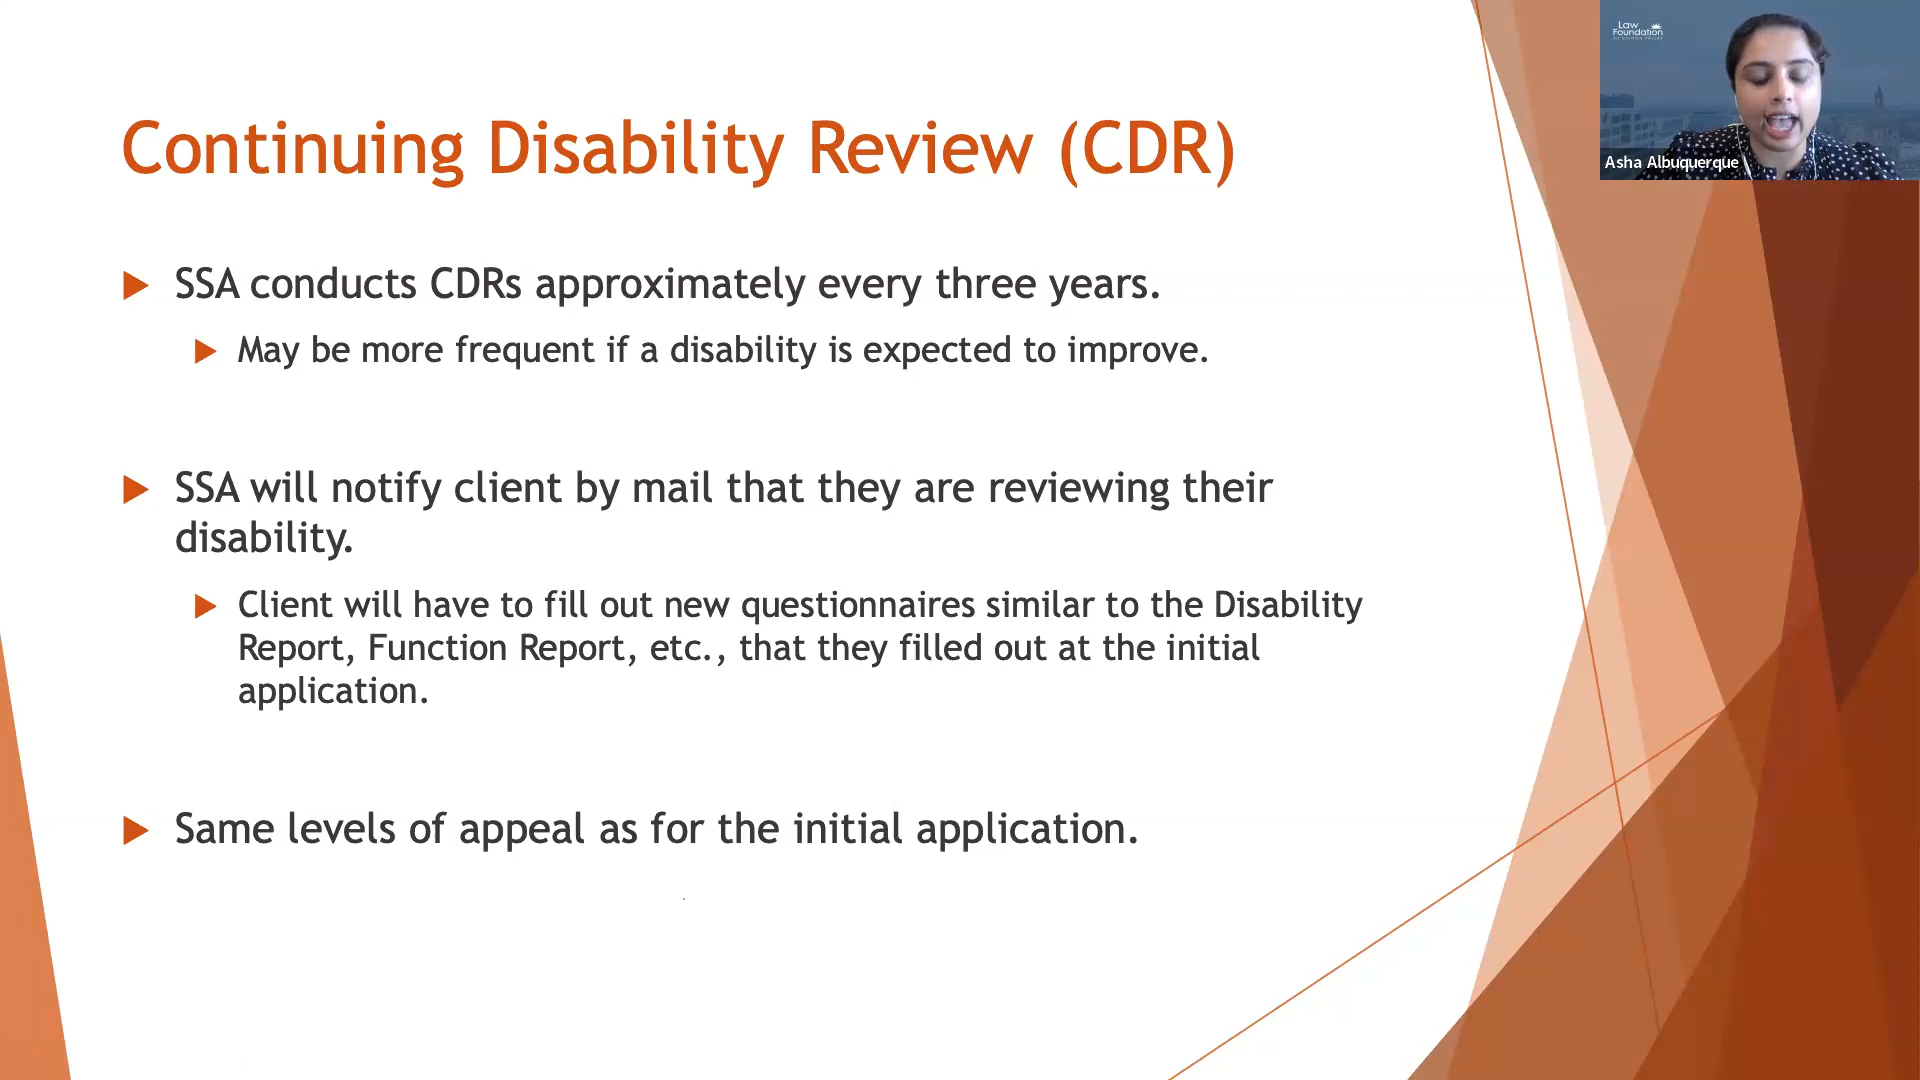 Continuing Disability Review (CDR)
SSA conducts CDRs approximately every three years.
May be more frequent if a disability is expected to improve.
SSA will notify client by mail that they are reviewing their
disability.
Client will have to fill out new questionnaires similar to the Disability
Report, Function Report, etc., that they filled out at the initial
application.
Same levels of appeal as for the initial application.
Law
Foundation
OF SILICON VALLEY
Asha Albuquerque